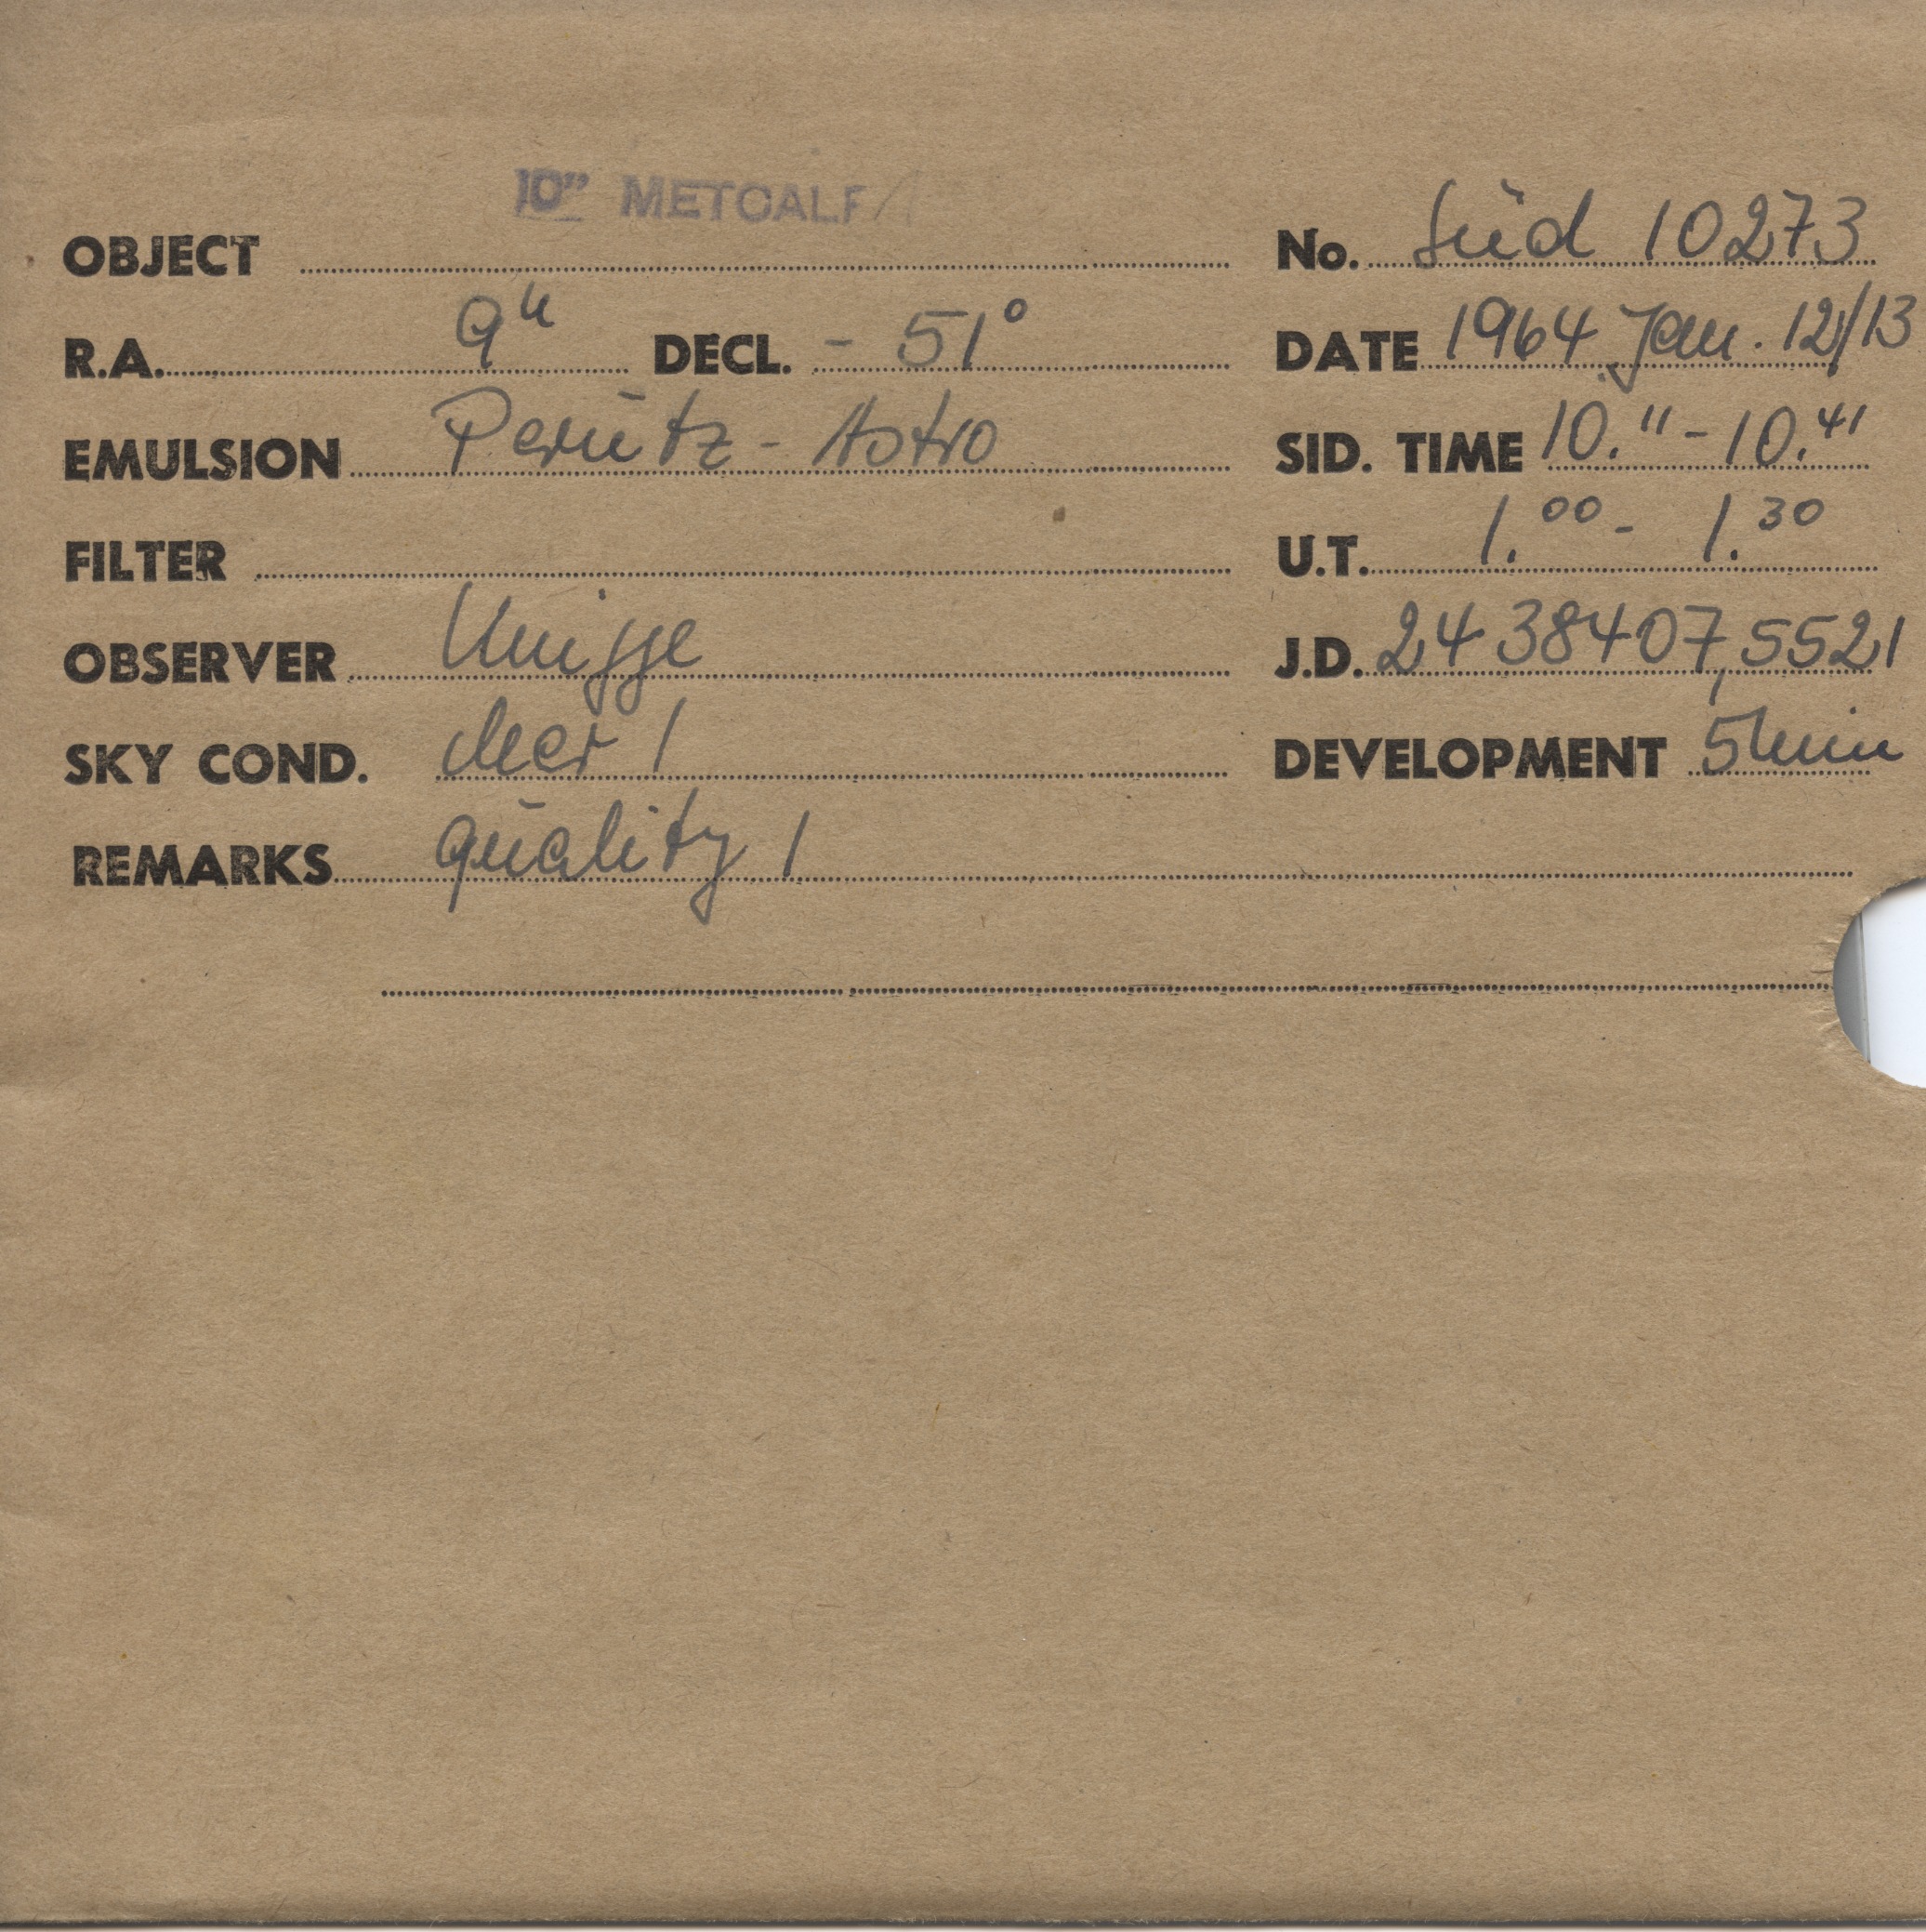 10" METCALF
OBJECT No. Süd 10273
R.A. 9h DECL. - 51° DATE 1964 Jan. 12/13
EMULSION Perutz - Astro SID. TIME 10.11 - 10.41
FILTER U.T. 1.00 - 1.30
OBSERVER J.D. 2438407,5521
SKY COND. clear 1 DEVELOPMENT 5 min
REMARKS quality 1